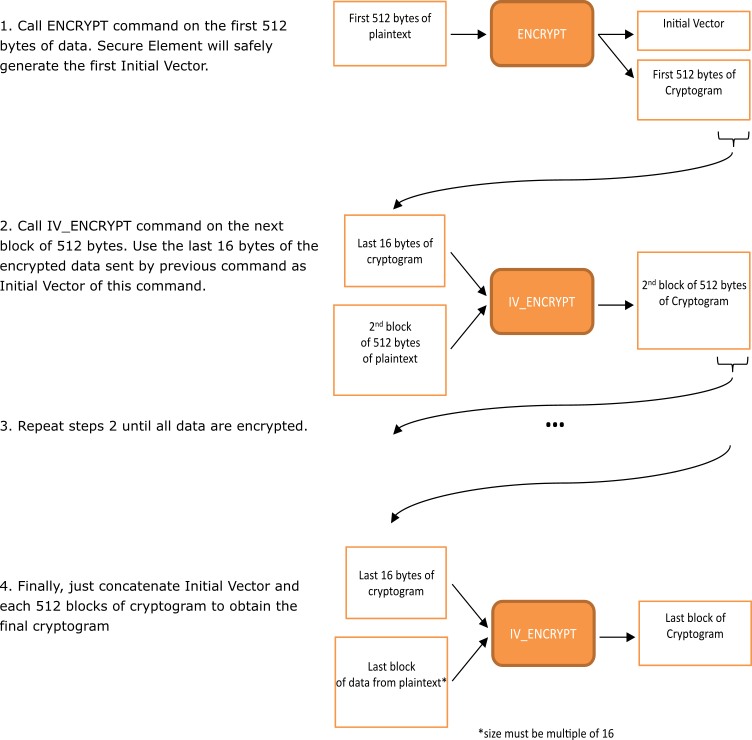 1. Call ENCRYPT command on the first 512
bytes of data. Secure Element will safely
generate the first Initial Vector.
First 512 bytes of
plaintext
ENCRYPT
Initial Vector
First 512 bytes of
Cryptogram
2. Call IV_ENCRYPT command on the next
block of 512 bytes. Use the last 16 bytes of the
encrypted data sent by previous command as
Initial Vector of this command.
Last 16 bytes of
cryptogram
2nd block
of 512 bytes
of plaintext
IV_ENCRYPT
2nd block of 512 bytes
of Cryptogram
3. Repeat steps 2 until all data are encrypted.
...
4. Finally, just concatenate Initial Vector and
each 512 blocks of cryptogram to obtain the
final cryptogram
Last 16 bytes of
cryptogram
Last block
of data from plaintext*
IV_ENCRYPT
Last block of
Cryptogram
*size must be multiple of 16